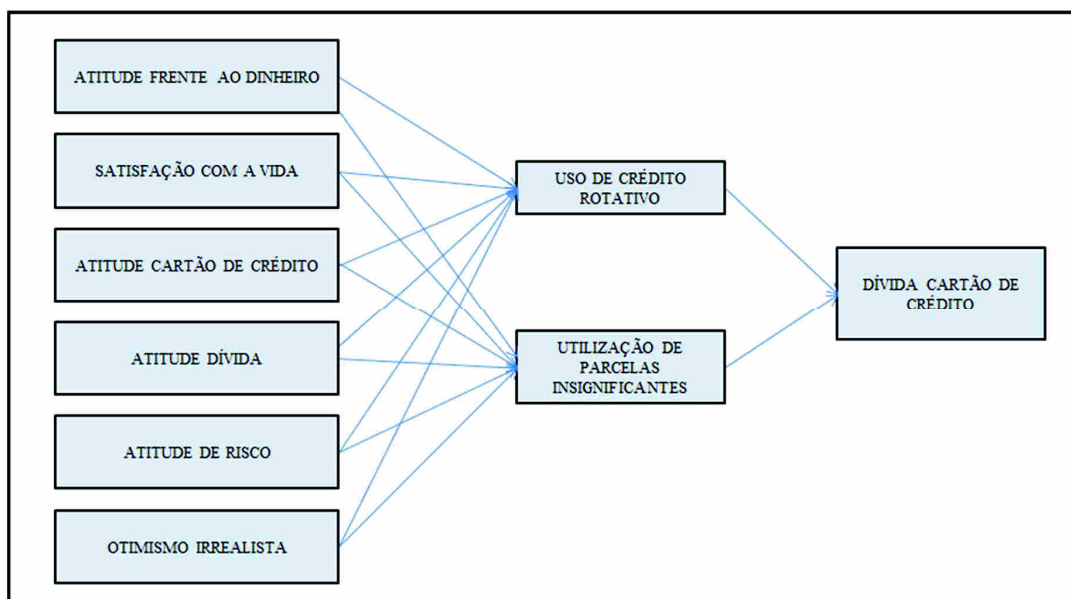 ATITUDE FRENTE AO DINHEIRO
SATISFAÇÃO COM A VIDA
ATITUDE CARTÃO DE CRÉDITO
ATITUDE DÍVIDA
ATITUDE DE RISCO
OTIMISMO IRREALISTA
USO DE CRÉDITO
ROTATIVO
UTILIZAÇÃO DE
PARCELAS
INSIGNIFICANTES
DÍVIDA CARTÃO DE
CRÉDITO